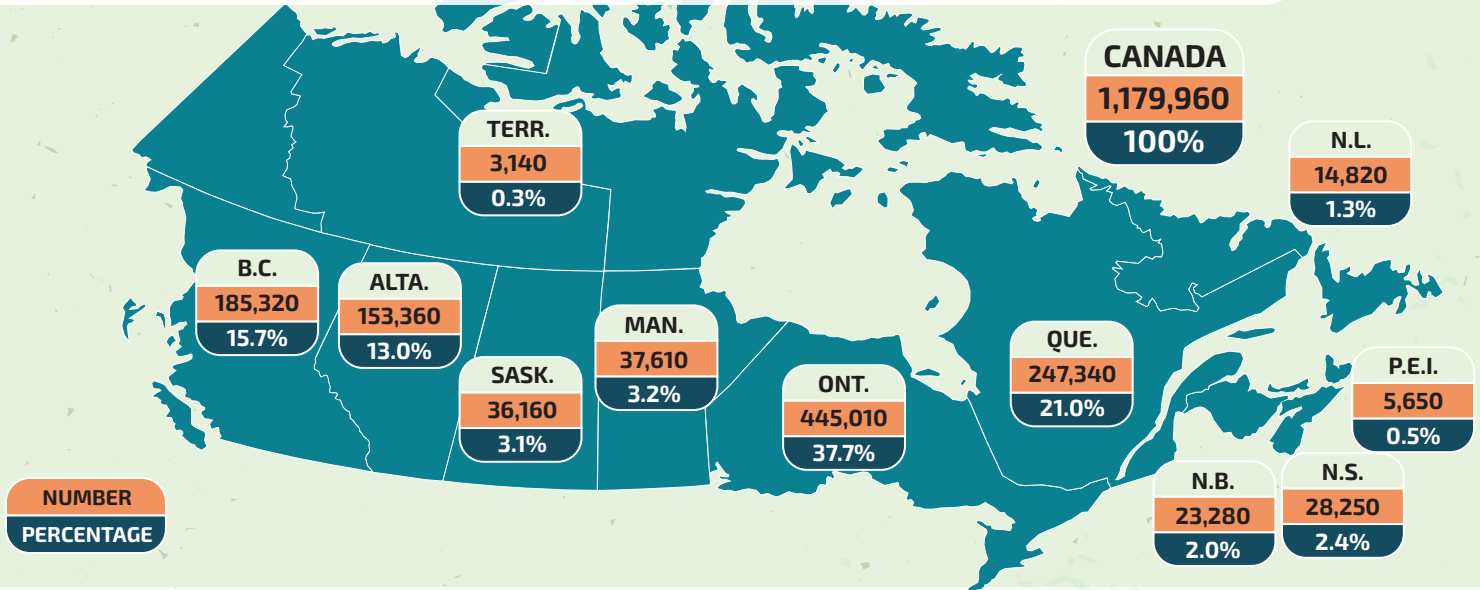 CANADA
1,179,960
100%
TERR.
3,140
0.3%
N.L.
14,820
1.3%
B.C.
185,320
15.7%
ALTA.
153,360
13.0%
SASK.
36,160
3.1%
MAN.
37,610
3.2%
ONT.
445,010
37.7%
QUE.
247,340
21.0%
P.E.I.
5,650
0.5%
N.B.
23,280
2.0%
N.S.
28,250
2.4%
NUMBER
PERCENTAGE